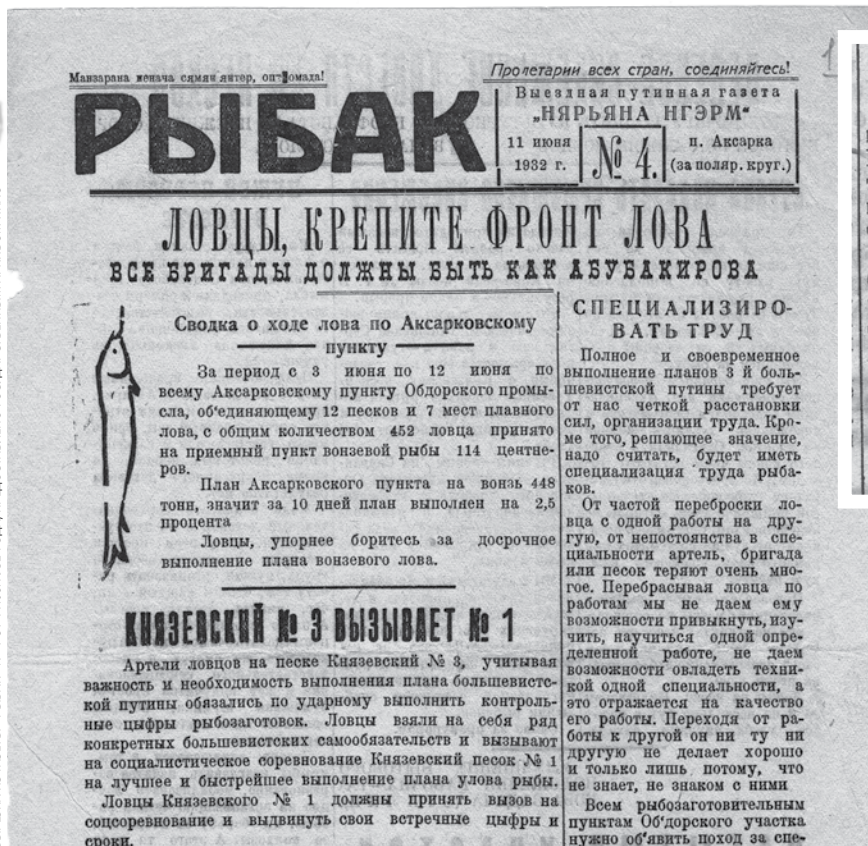 Манзарана
Пролетарии всех стран, соединяйтесь!
РЫБАК
Выездная путинная газета
„НЯРЬЯНА НГЭРМ“
11 июня
1932 г.
№ 4.
п. Аксарка
(за поляр. круг.)
ЛОВЦЫ, КРЕПИТЕ ФРОНТ ЛОВА
ВСЕ БРИГАДЫ ДОЛЖНЫ БЫТЬ КАК АБУБАКИРОВА
Сводка о ходе лова по Аксарковскому
пункту
За период с 3 июня по 12 июня по
всему Аксарковскому пункту Обдорского промы-
сла, об‘единяющему 12 песков и 7 мест плавного
лова, с общим количеством 452 ловца принято
на приемный пункт вонзевой рыбы 114 центне-
ров.
План Аксарковского пункта на вонзь 448
тонн, значит за 10 дней план выполнен на 2,5
процента
Ловцы, упорнее боритесь за досрочное
выполнение плана вонзевого лова.
КНЯЗЕВСКИЙ № 3 ВЫЗЫВАЕТ № 1
Артели ловцов на песке Князевский № 3, учитывая
важность и необходимость выполнения плана большевистс-
кой путины обязались по ударному выполнить контроль-
ные цыфры рыбозаготовок. Ловцы взяли на себя ряд
конкретных большевистских самообязательств и вызывают
на социалистическое соревнование Князевский песок № 1
на лучшее и быстрейшее выполнение плана улова рыбы.
Ловцы Князевского № 1 должны принять вызов на
соцсоревнование и выдвинуть свои встречные цыфры и
сроки.
СПЕЦИАЛИЗИРО-
ВАТЬ ТРУД
Полное и своевременное
выполнение планов 3 й боль-
шевистской путины требует
от нас четкой расстановки
сил, организации труда. Кро-
ме того, решающее значение,
надо считать, будет иметь
специализация труда рыба-
ков.
От частой переброски ло-
вца с одной работы на дру-
гую, от непостоянства в спе-
циальности артель, бригада
или песок теряют очень мно-
гое. Перебрасывая ловца по
работам мы не даем ему
возможности привыкнуть, изу-
чить, научиться одной опре-
деленной работе, не даем
возможности овладеть техни-
кой одной специальности, а
это отражается на качество
его работы. Переходя от ра-
боты к другой он ни ту ни
другую не делает хорошо
и только лишь потому, что
не знает, не знаком с ними
Всем рыбозаготовительным
пунктам Об‘дорского участка
нужно об‘явить поход за спе-